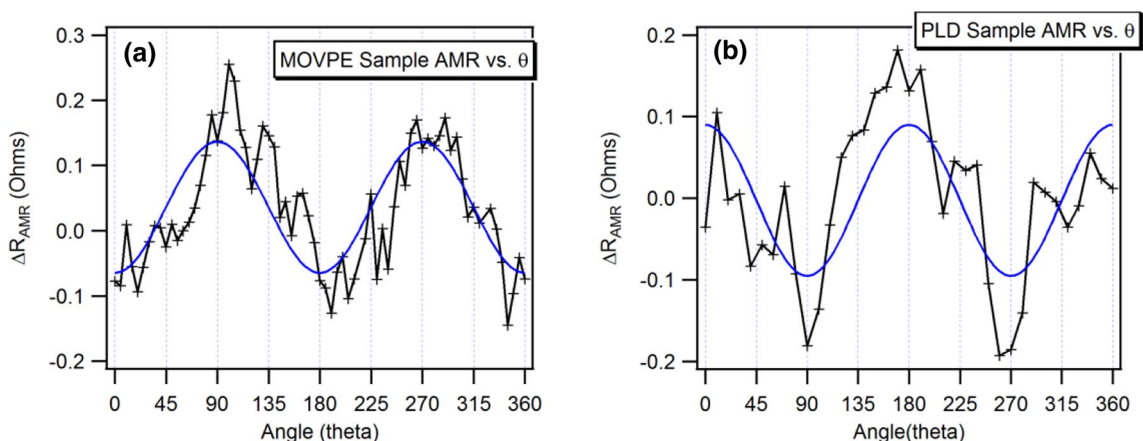 (a)
MOVPE Sample AMR vs. θ
ΔR_AMR (Ohms)
0.3
0.2
0.1
0.0
-0.1
-0.2
0 45 90 135 180 225 270 315 360
Angle (theta)
(b)
PLD Sample AMR vs. θ
ΔR_AMR (Ohms)
0.2
0.1
0.0
-0.1
-0.2
0 45 90 135 180 225 270 315 360
Angle(theta)